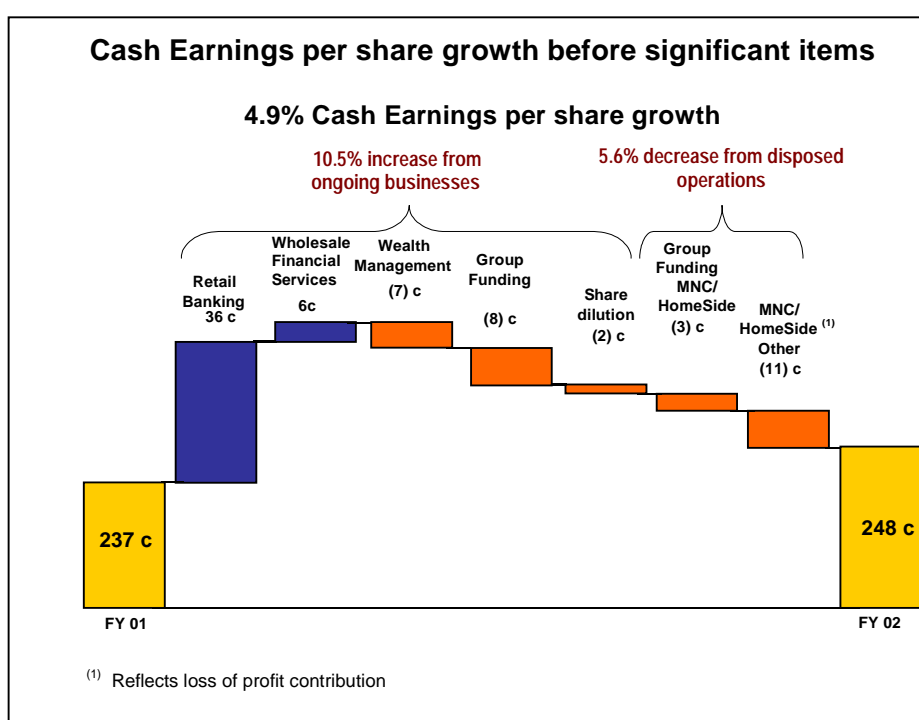 Cash Earnings per share growth before significant items
4.9% Cash Earnings per share growth
10.5% increase from
ongoing businesses
5.6% decrease from disposed
operations
Retail
Banking
36 c
Wholesale
Financial
Services
6c
Wealth
Management
(7) c
Group
Funding
(8) c
Share
dilution
(2) c
Group
Funding
MNC/
HomeSide
(3) c
MNC/
HomeSide (1)
Other
(11) c
237 c
248 c
FY 01
FY 02
(1) Reflects loss of profit contribution